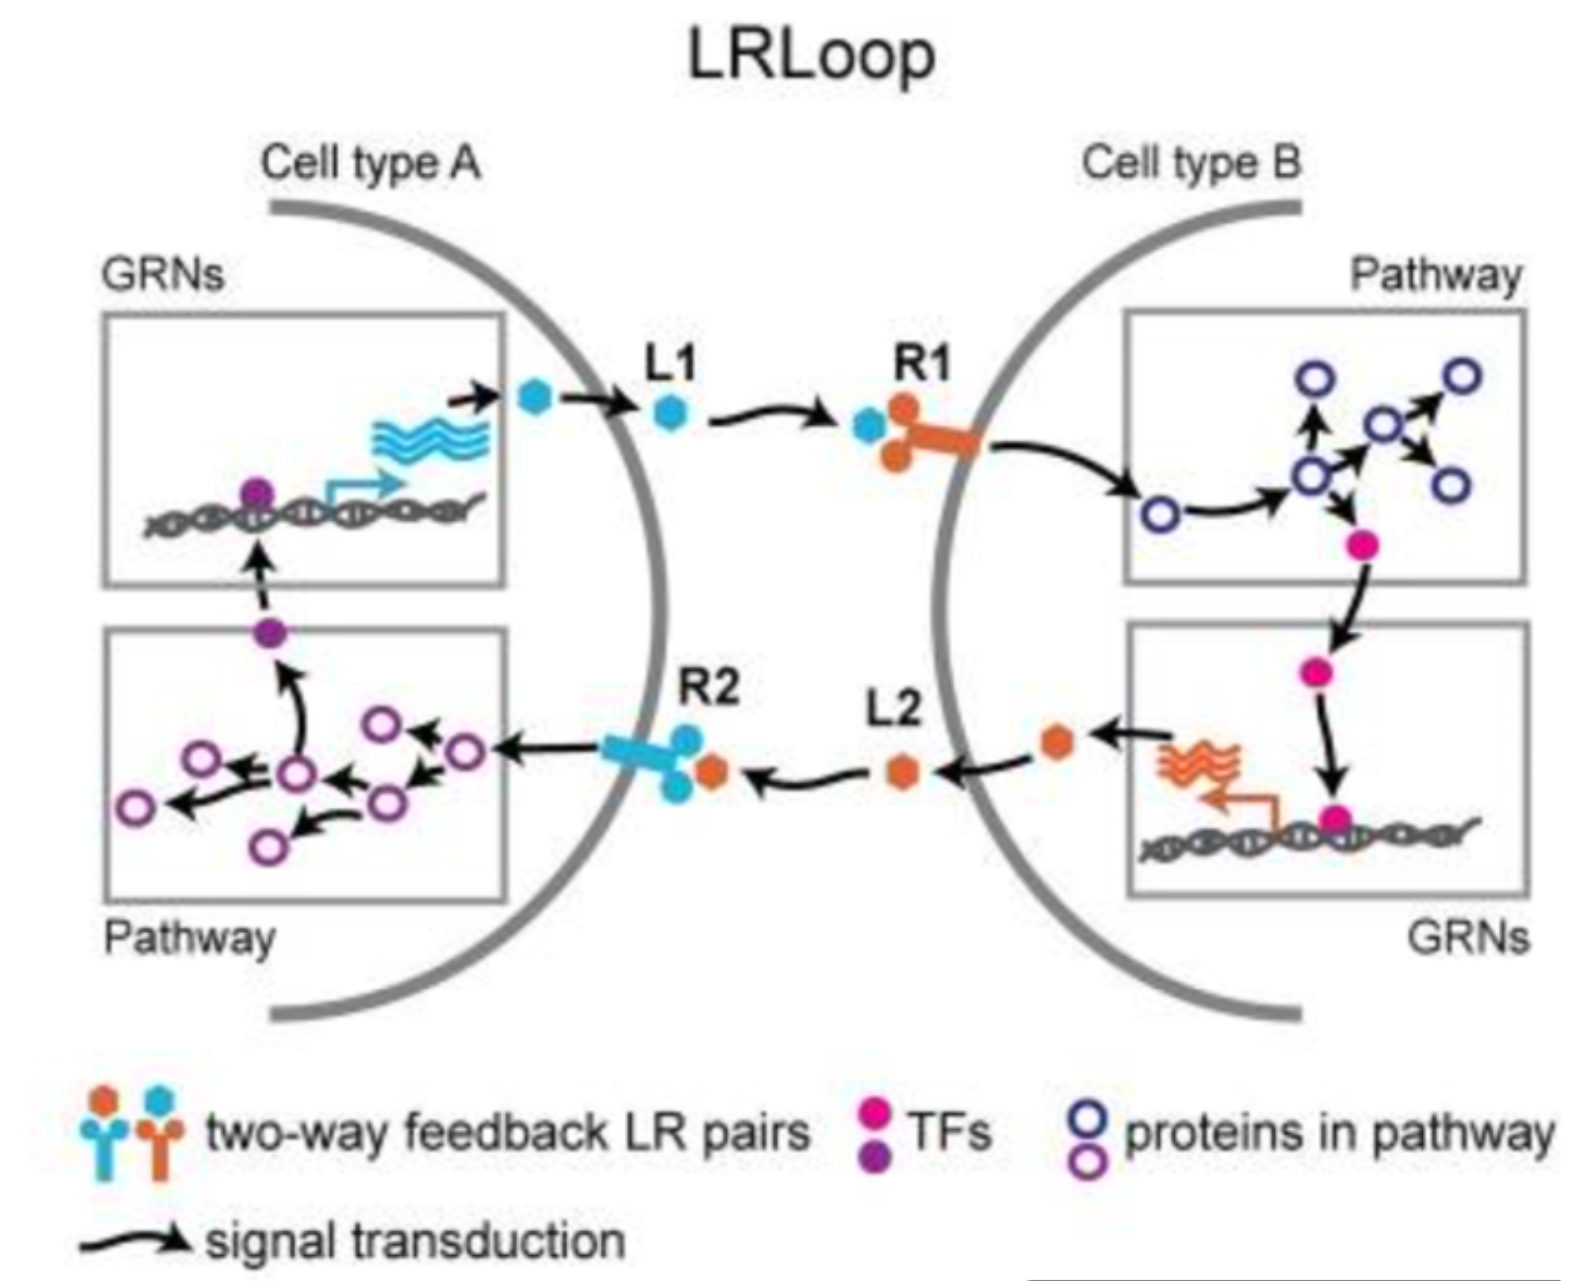 LRLoop
Cell type A
Cell type B
GRNs
Pathway
L1
R1
R2
L2
Pathway
GRNs
two-way feedback LR pairs
TFs
proteins in pathway
signal transduction